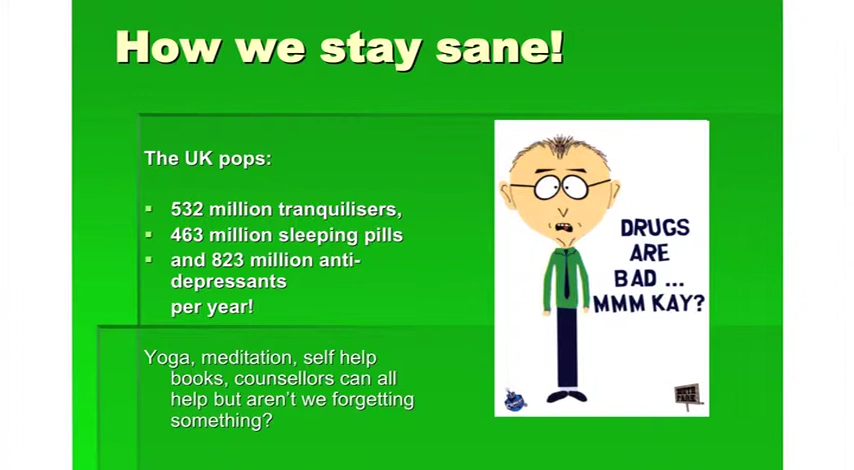 How we stay sane!
The UK pops:
532 million tranquilisers,
463 million sleeping pills
and 823 million anti-
depressants
per year!
Yoga, meditation, self help
books, counsellors can all
help but aren't we forgetting
something?
DRUGS
ARE
BAD ...
MMM KAY?